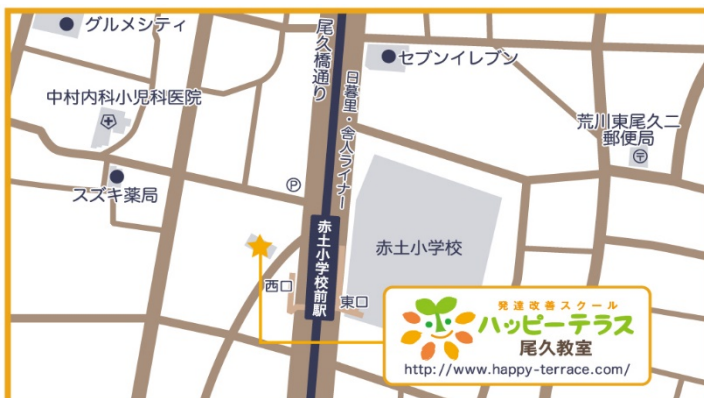 グルメシティ
尾久橋通り
セブンイレブン
日暮里・舎人ライナー
中村内科小児科医院
荒川東尾久二
郵便局
〒
スズキ薬局
P
赤土小学校前駅
赤土小学校
西口
東口
発達改善スクール
ハッピーテラス
尾久教室
http://www.happy-terrace.com/